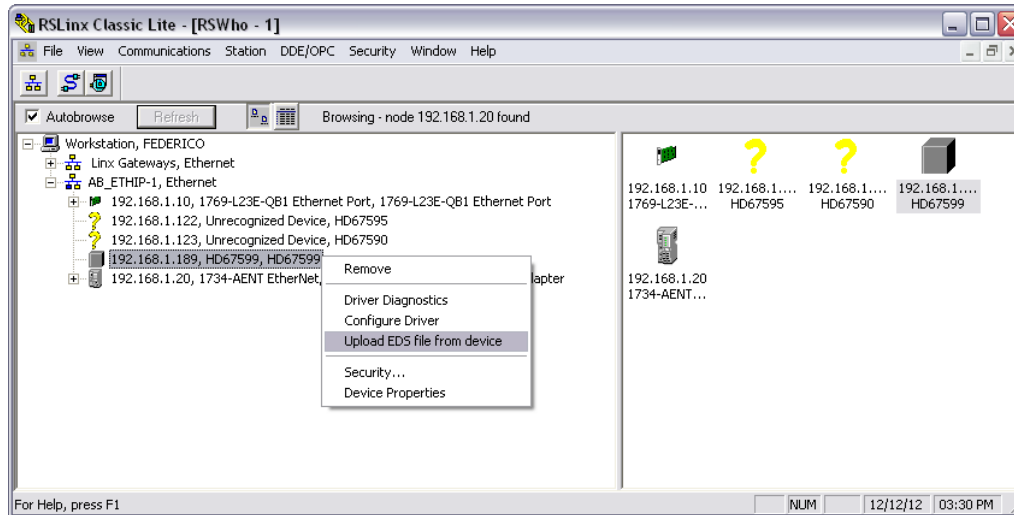 RSLinx Classic Lite - [RSWho - 1]
File View Communications Station DDE/OPC Security Window Help
Autobrowse Refresh Browsing - node 192.168.1.20 found
Workstation, FEDERICO
Linx Gateways, Ethernet
AB_ETHIP-1, Ethernet
192.168.1.10, 1769-L23E-QB1 Ethernet Port, 1769-L23E-QB1 Ethernet Port
192.168.1.122, Unrecognized Device, HD67595
192.168.1.123, Unrecognized Device, HD67590
192.168.1.189, HD67599, HD67599
192.168.1.20, 1734-AENT EtherNet,
Remove
Driver Diagnostics
Configure Driver
Upload EDS file from device
Security...
Device Properties
192.168.1.10 192.168.1.... 192.168.1.... 192.168.1....
1769-L23E-... HD67595 HD67590 HD67599
192.168.1.20
1734-AENT...
For Help, press F1
NUM 12/12/12 03:30 PM